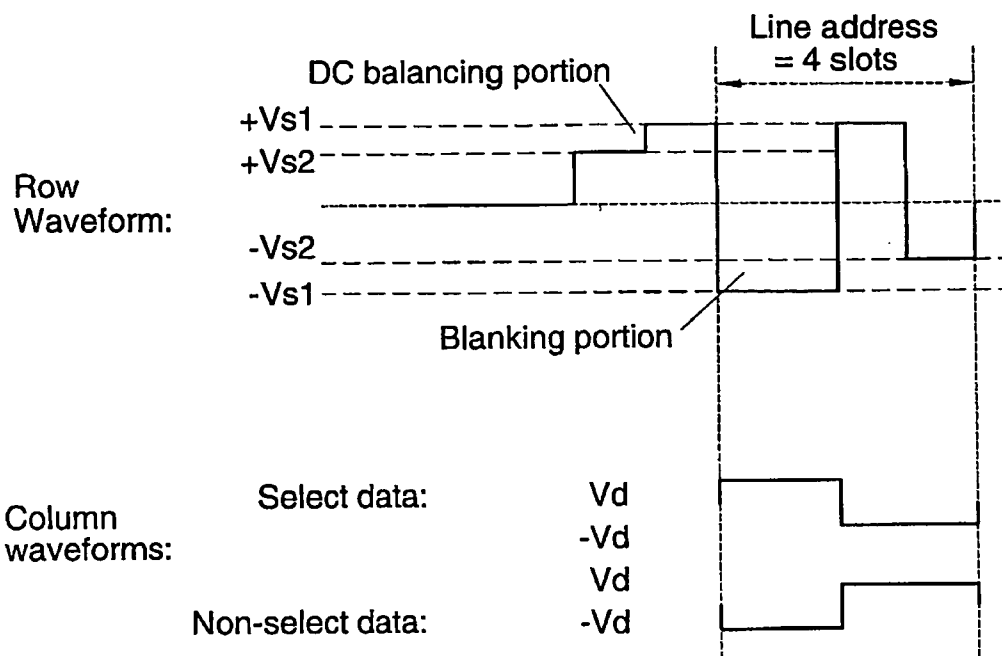 Line address
= 4 slots
DC balancing portion
+Vs1
+Vs2
Row
Waveform:
-Vs2
-Vs1
Blanking portion
Select data: Vd
Column
waveforms:
-Vd
Vd
Non-select data: -Vd